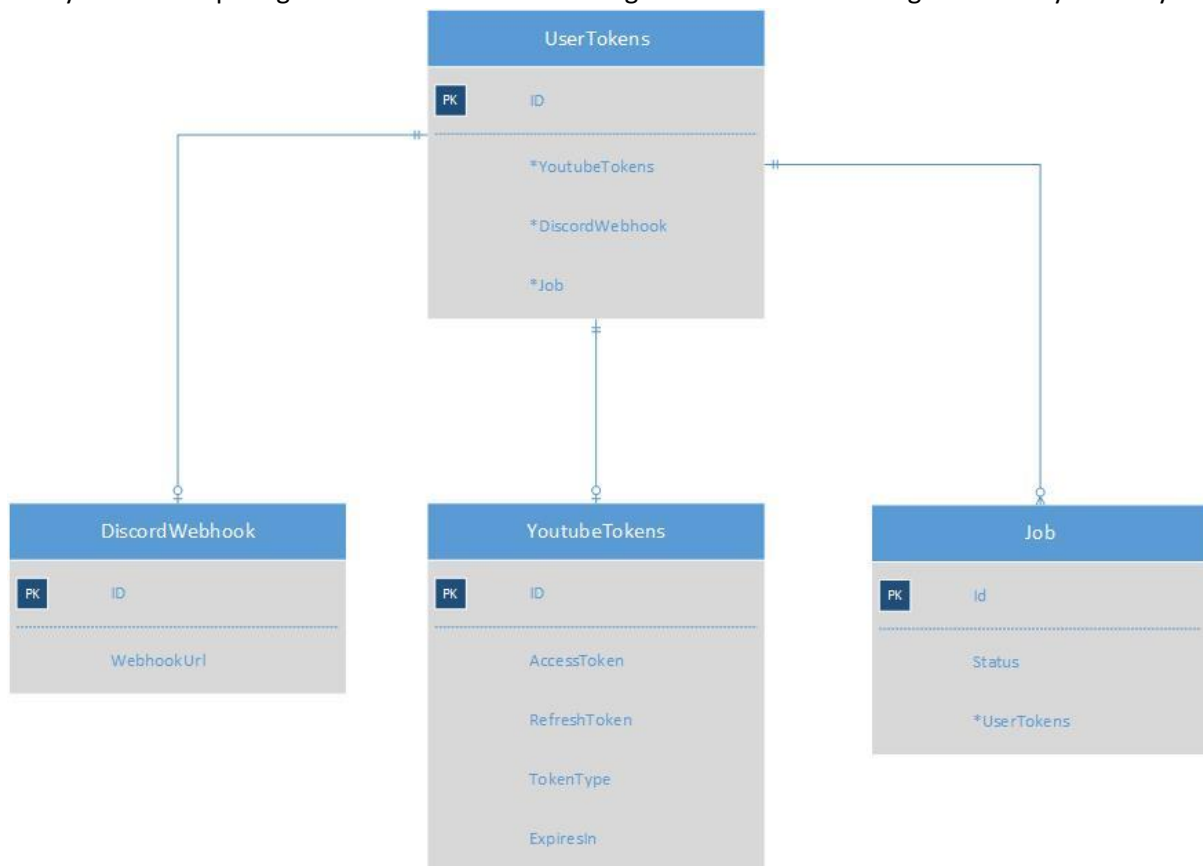 UserTokens
PK ID
*YoutubeTokens
*DiscordWebhook
*Job
DiscordWebhook
PK ID
WebhookUrl
YoutubeTokens
PK ID
AccessToken
RefreshToken
TokenType
ExpiresIn
Job
PK Id
Status
*UserTokens